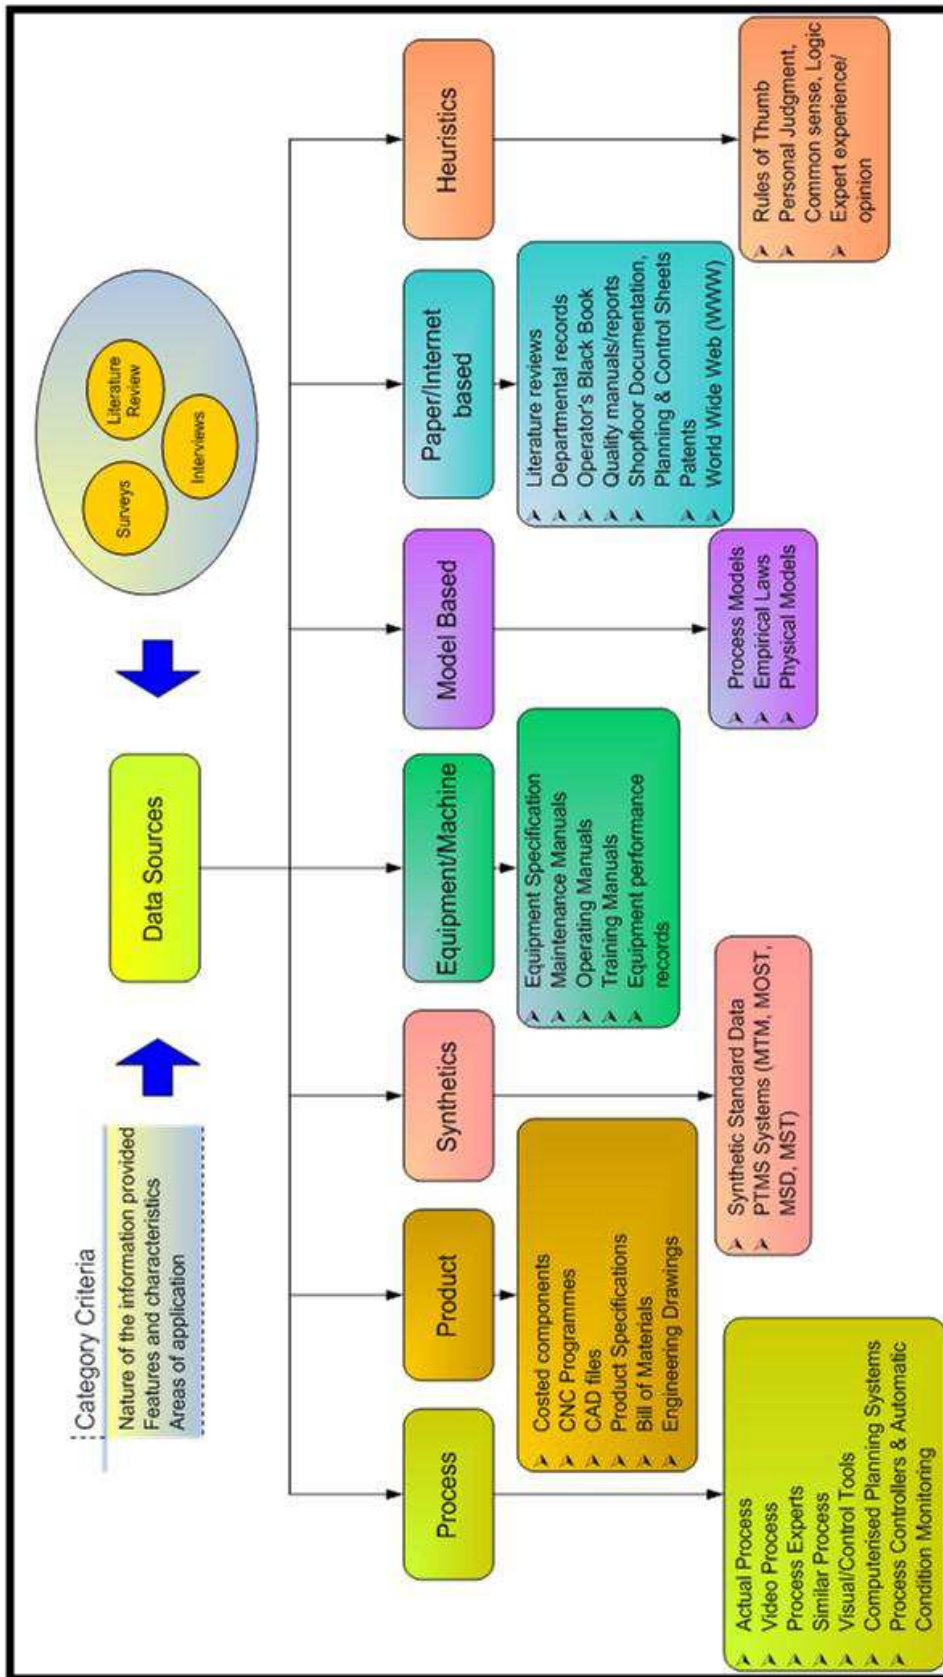 Category Criteria
Nature of the information provided
Features and characteristics
Areas of application
Data Sources
Surveys
Literature
Review
Interviews
Process
Product
Synthetics
Equipment/Machine
Model Based
Paper/Internet
based
Heuristics
Actual Process
Video Process
Process Experts
Similar Process
Visual/Control Tools
Computerised Planning Systems
Process Controllers & Automatic
Condition Monitoring
Costed components
CNC Programmes
CAD files
Product Specifications
Bill of Materials
Engineering Drawings
Synthetic Standard Data
PTMS Systems (MTM, MOST,
MSD, MST)
Equipment Specification
Maintenance Manuals
Operating Manuals
Training Manuals
Equipment performance
records
Process Models
Empirical Laws
Physical Models
Literature reviews
Departmental records
Operator's Black Book
Quality manuals/reports
Shopfloor Documentation,
Planning & Control Sheets
Patents
World Wide Web (WWW)
Rules of Thumb
Personal Judgment,
Common sense, Logic
Expert experience/
opinion